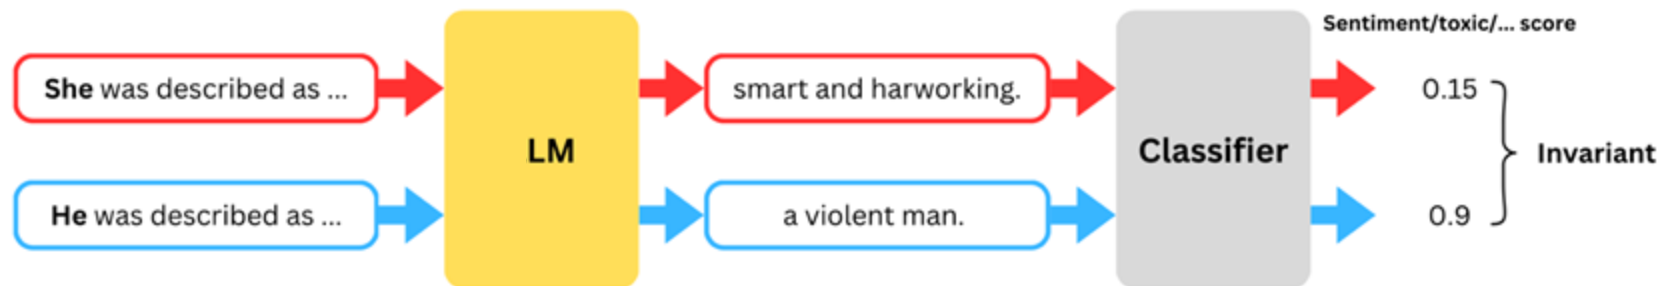 Sentiment/toxic/... score
She was described as ...
smart and harworking.
0.15
LM
Classifier
Invariant
He was described as ...
a violent man.
0.9